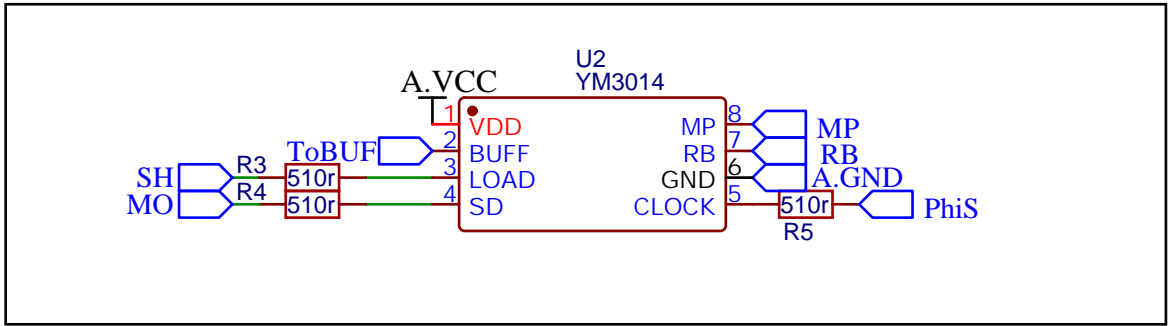 U2
YM3014
A.VCC
1 VDD MP 8 MP
ToBUF 2 BUFF RB 7 RB
SH R3 510r 3 LOAD GND 6 A.GND
MO R4 510r 4 SD CLOCK 5 510r PhiS
R5